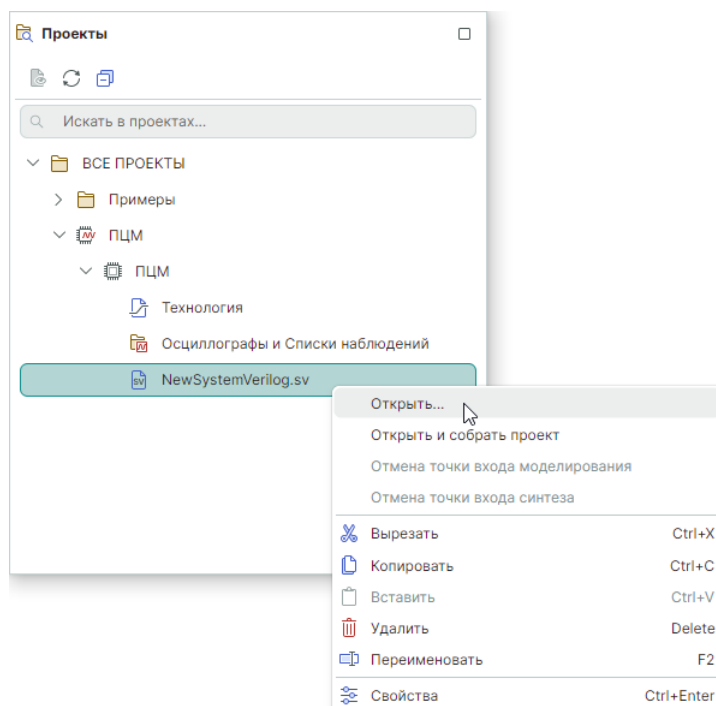 Проекты
Искать в проектах...
ВСЕ ПРОЕКТЫ
Примеры
ПЦМ
ПЦМ
Технология
Осциллографы и Списки наблюдений
sv NewSystemVerilog.sv
Открыть...
Открыть и собрать проект
Отмена точки входа моделирования
Отмена точки входа синтеза
Вырезать Ctrl+X
Копировать Ctrl+C
Вставить Ctrl+V
Удалить Delete
Переименовать F2
Свойства Ctrl+Enter